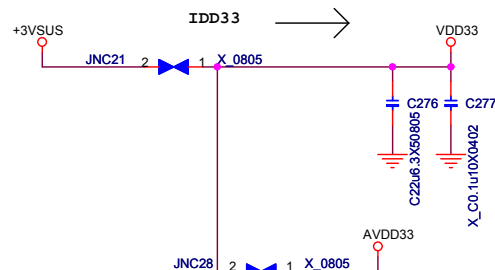 IDD33
+3VSUS
VDD33
JNC21 2 1 X_0805
C276
C277
C22u6.3X50805
X_C0.1u10X0402
AVDD33
JNC28 2 1 X_0805